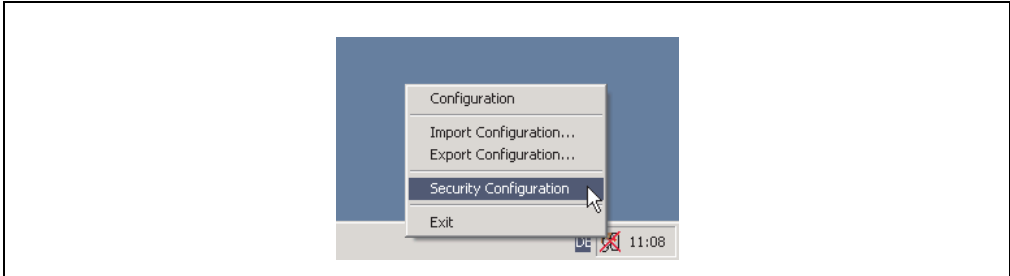 Configuration
Import Configuration...
Export Configuration...
Security Configuration
Exit
DE 11:08